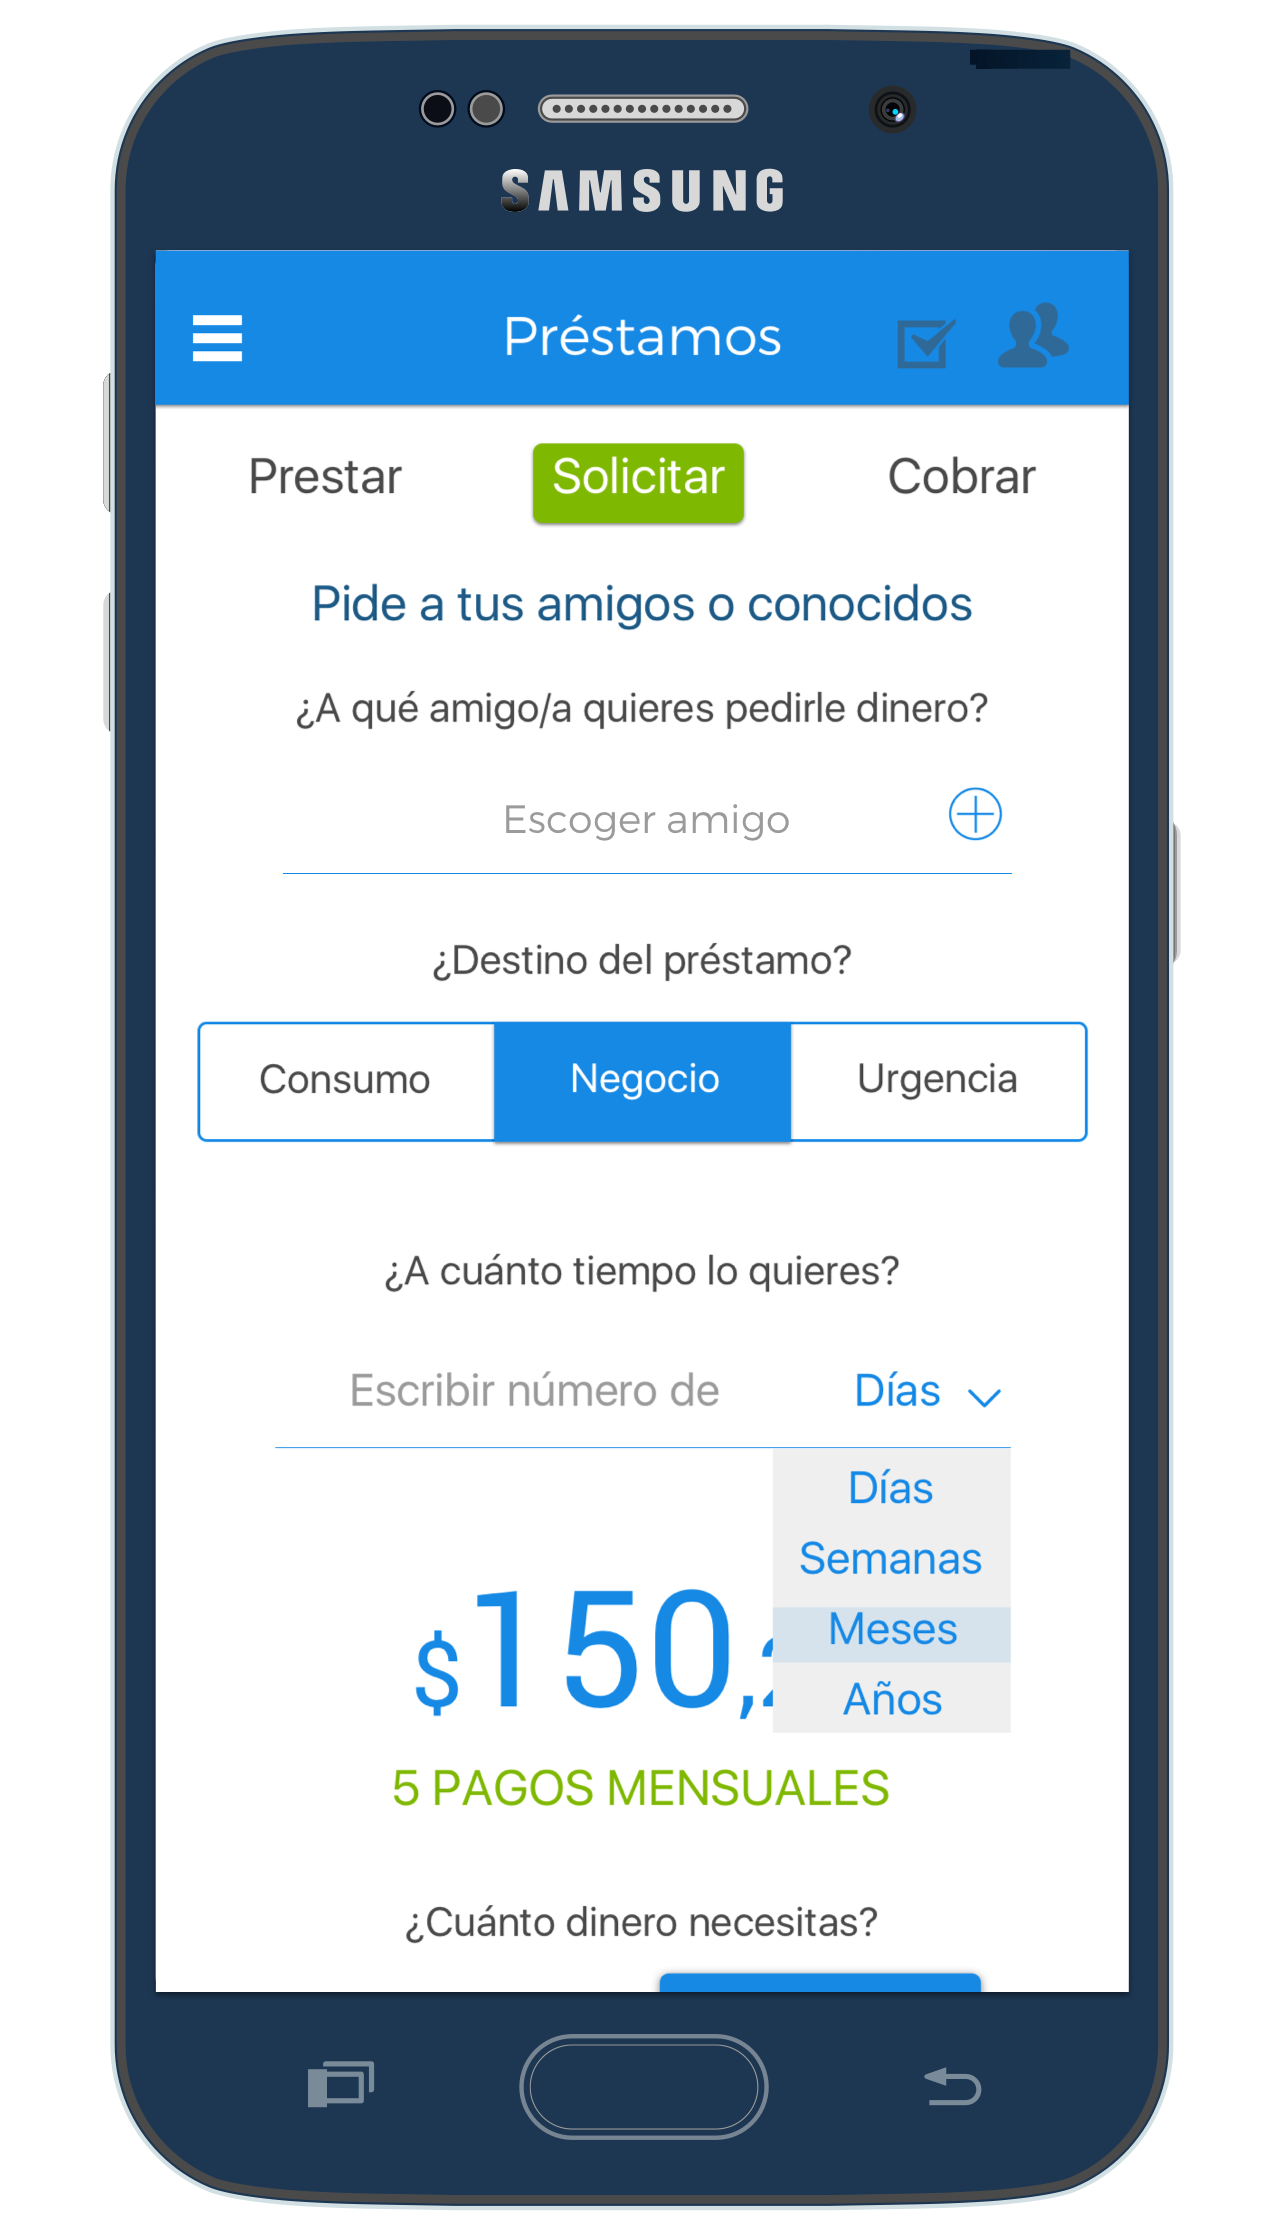 SAMSUNG
Préstamos
Prestar Solicitar Cobrar
Pide a tus amigos o conocidos
¿A qué amigo/a quieres pedirle dinero?
Escoger amigo
¿Destino del préstamo?
Consumo Negocio Urgencia
¿A cuánto tiempo lo quieres?
Escribir número de Días
Días
Semanas
Meses
Años
$150,
5 PAGOS MENSUALES
¿Cuánto dinero necesitas?